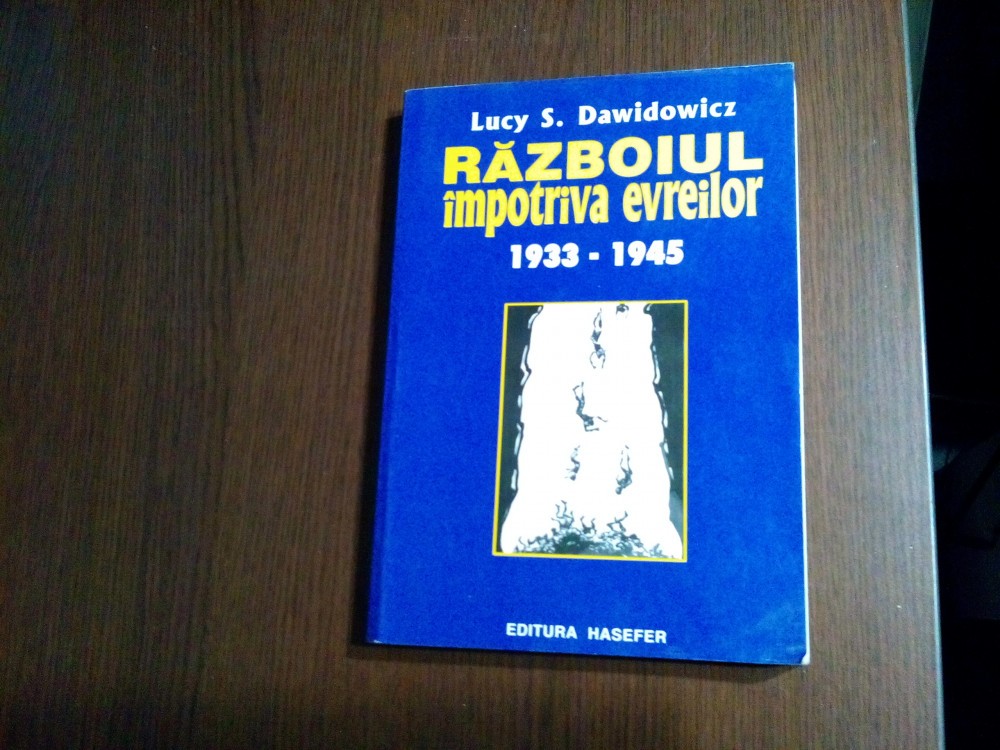 Lucy S. Dawidowicz
RĂZBOIUL
împotriva evreilor
1933 - 1945
EDITURA HASEFER